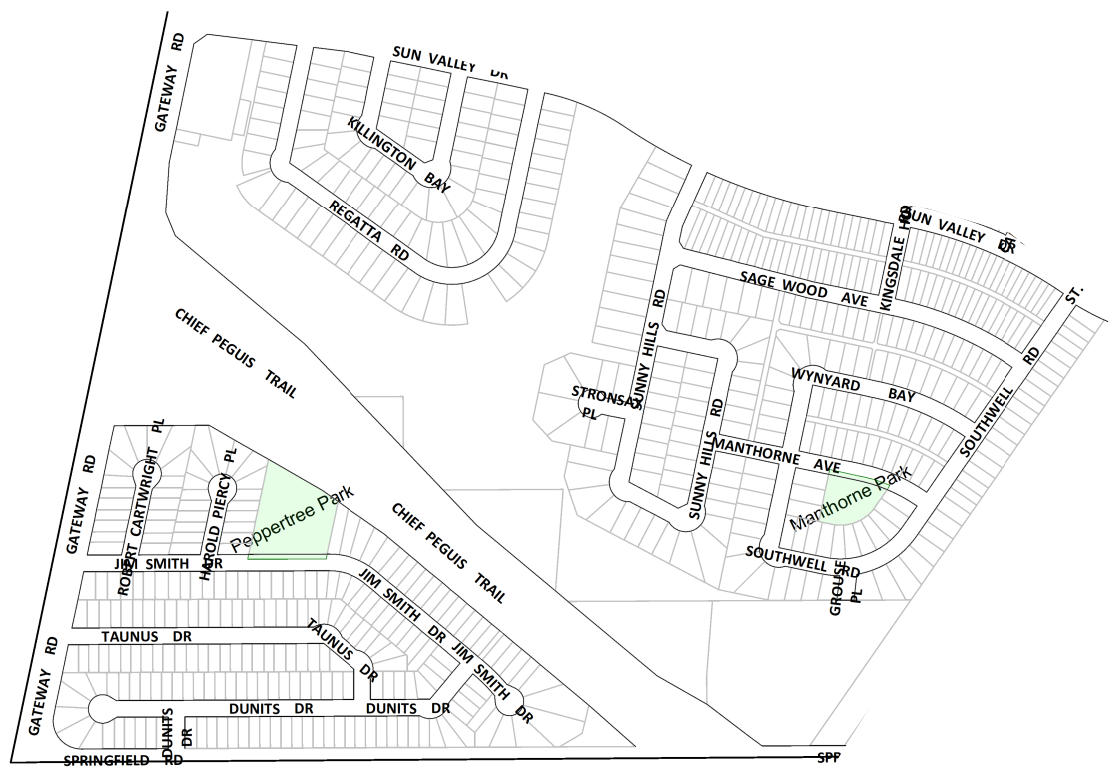 GATEWAY RD
SUN VALLEY DR
KILLINGTON BAY
REGATTA RD
SUN VALLEY DR
KINGSDALE
SAGE WOOD AVE
ST.
SUNNY HILLS RD
SOUTHWELL RD
WYNYARD BAY
STRONSAY PL
SUNNY HILLS RD
MANTHORNE AVE
Manthorne Park
SOUTHWELL RD
GROUSE PL
CHIEF PEGUIS TRAIL
CHIEF PEGUIS TRAIL
GATEWAY RD
ROBERT CARTWRIGHT PL
HAROLD PIERCY PL
Peppertree Park
JIM SMITH DR
JIM SMITH DR
JIM SMITH DR
TAUNUS DR
TAUNUS DR
GATEWAY RD
DUNITS DR
DUNITS DR
DUNITS DR
SPRINGFIELD RD